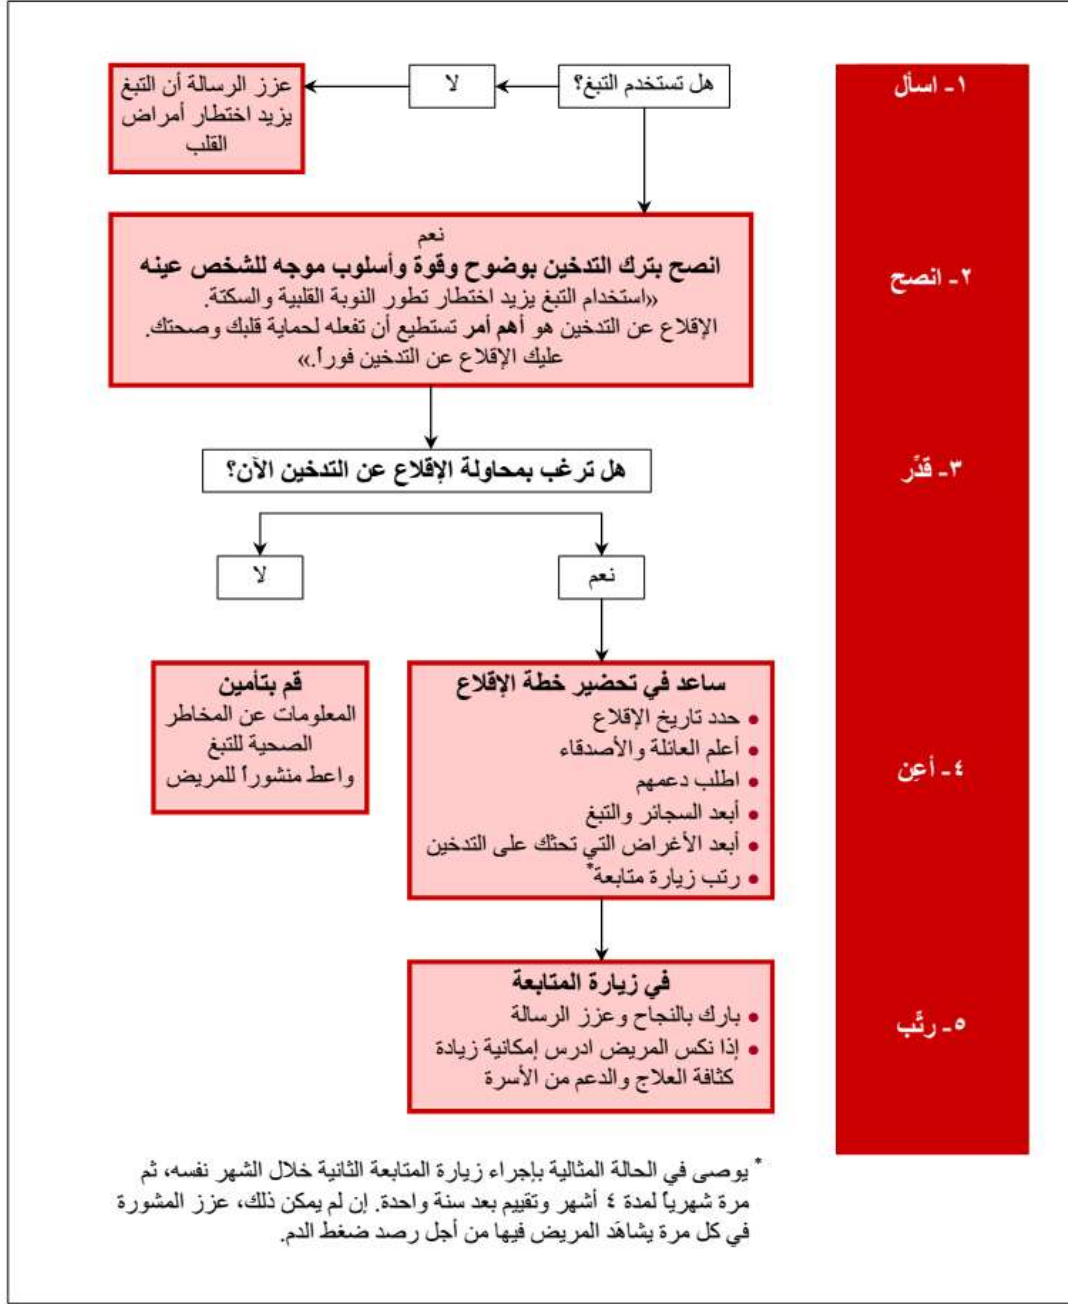 ١- اسأل
هل تستخدم التبغ؟
لا
عزز الرسالة أن التبغ
يزيد اختطار أمراض
القلب
٢- انصح
نعم
انصح بترك التدخين بوضوح وقوة وأسلوب موجه للشخص عينه
«استخدام التبغ يزيد اختطار تطور النوبة القلبية والسكتة.
الإقلاع عن التدخين هو أهم أمر تستطيع أن تفعله لحماية قلبك وصحتك.
عليك الإقلاع عن التدخين فوراً.»
٣- قدِّر
هل ترغب بمحاولة الإقلاع عن التدخين الآن؟
نعم
لا
٤- أعِن
ساعد في تحضير خطة الإقلاع
• حدد تاريخ الإقلاع
• أعلم العائلة والأصدقاء
• اطلب دعمهم
• أبعد السجائر والتبغ
• أبعد الأغراض التي تحثك على التدخين
• رتب زيارة متابعة*
قم بتأمين
المعلومات عن المخاطر
الصحية للتبغ
واعط منشوراً للمريض
٥- رتِّب
في زيارة المتابعة
• بارك بالنجاح وعزز الرسالة
• إذا نكس المريض ادرس إمكانية زيادة
كثافة العلاج والدعم من الأسرة
* يوصى في الحالة المثالية بإجراء زيارة المتابعة الثانية خلال الشهر نفسه، ثم
مرة شهرياً لمدة ٤ أشهر وتقييم بعد سنة واحدة. إن لم يمكن ذلك، عزز المشورة
في كل مرة يشاهَد المريض فيها من أجل رصد ضغط الدم.